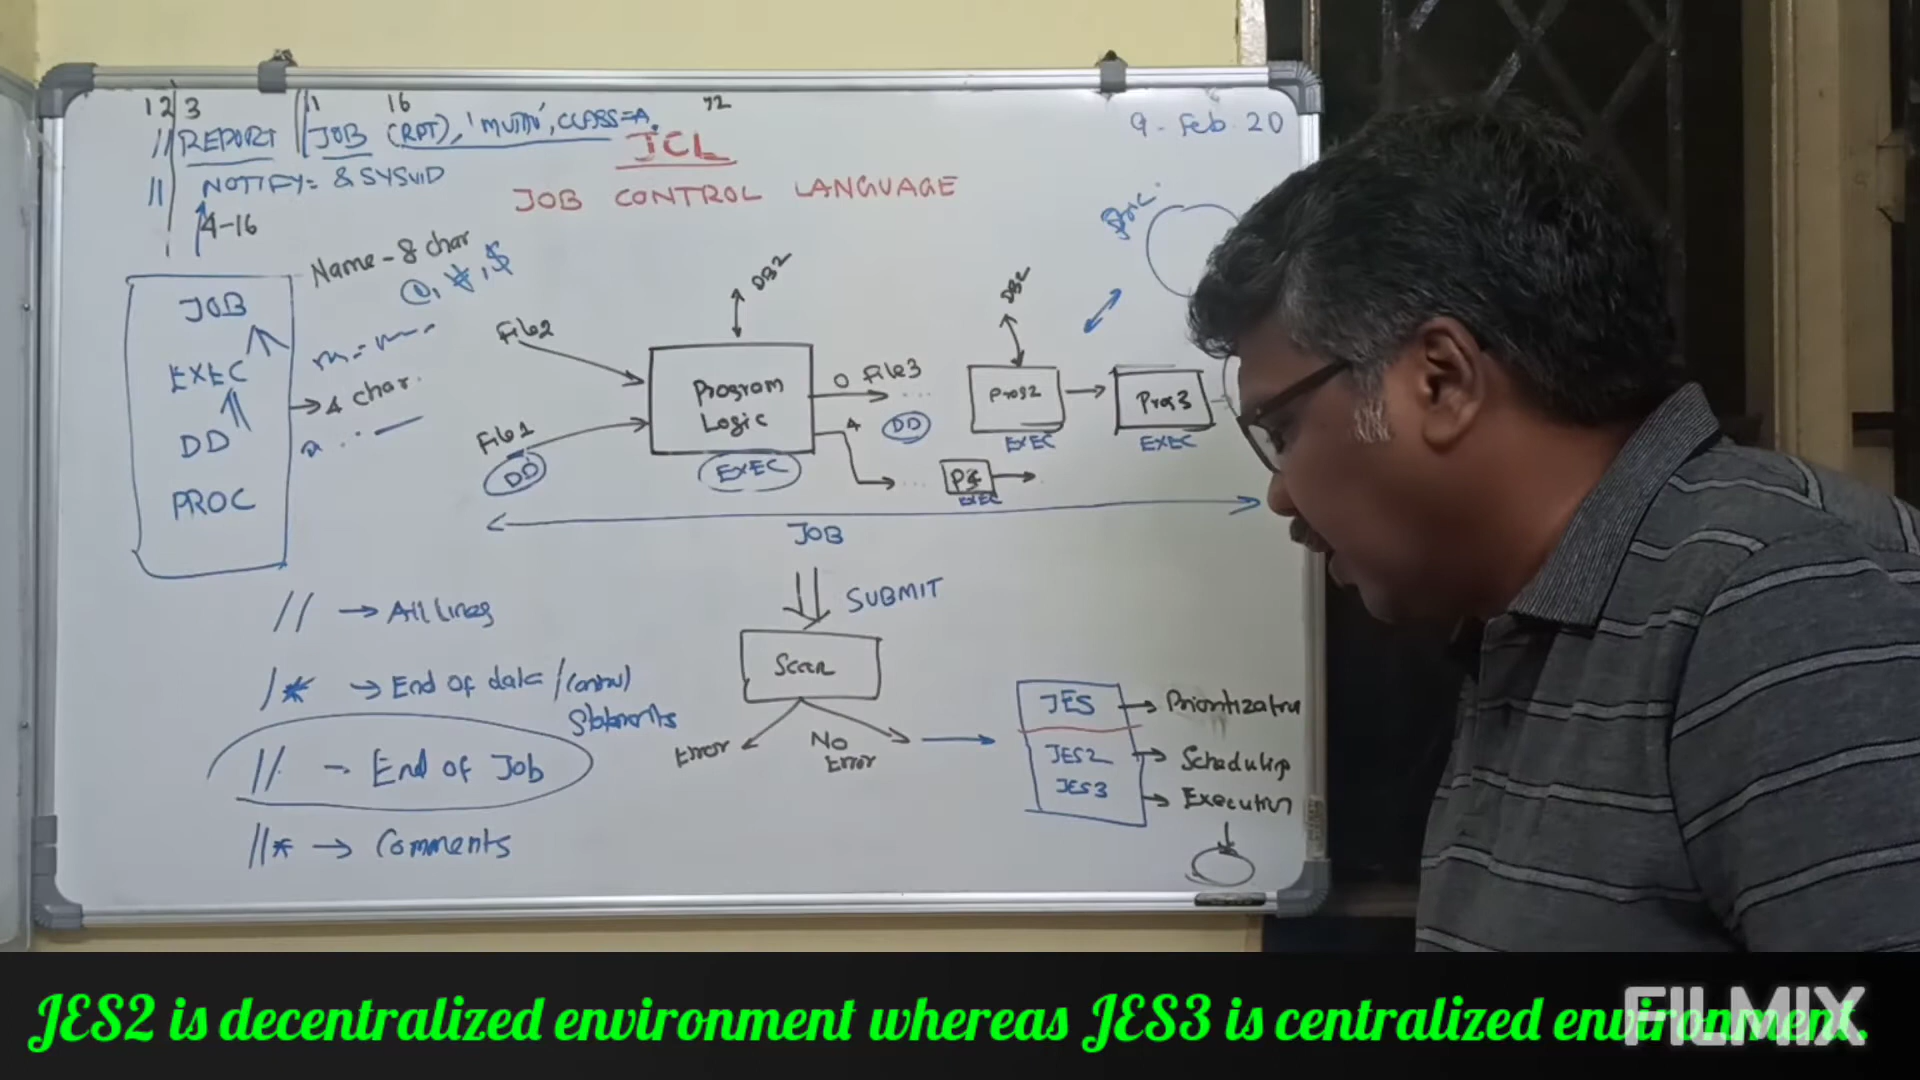 12 3 11 16 72
//REPORT JOB (RPT), 'MUTHU', CLASS=A,
// NOTIFY= &SYSUID
4-16
JCL
JOB CONTROL LANGUAGE
9. Feb. 20
Name - 8 char
@, #, $
JOB
EXEC
DD
PROC
4 char.
File2
File1
DD
DB2
Program
Logic
EXEC
O File3
DD
DB2
Prog2
EXEC
Prog3
EXEC
P4
EXEC
JOB
SUBMIT
Scan
Error
No
Error
JES
JES2
JES3
Prioritization
Scheduling
Execution
// → All lines
/* → End of data / Control
Statements
// - End of Job
//* → Comments
JES2 is decentralized environment whereas JES3 is centralized environment.
FILMIX